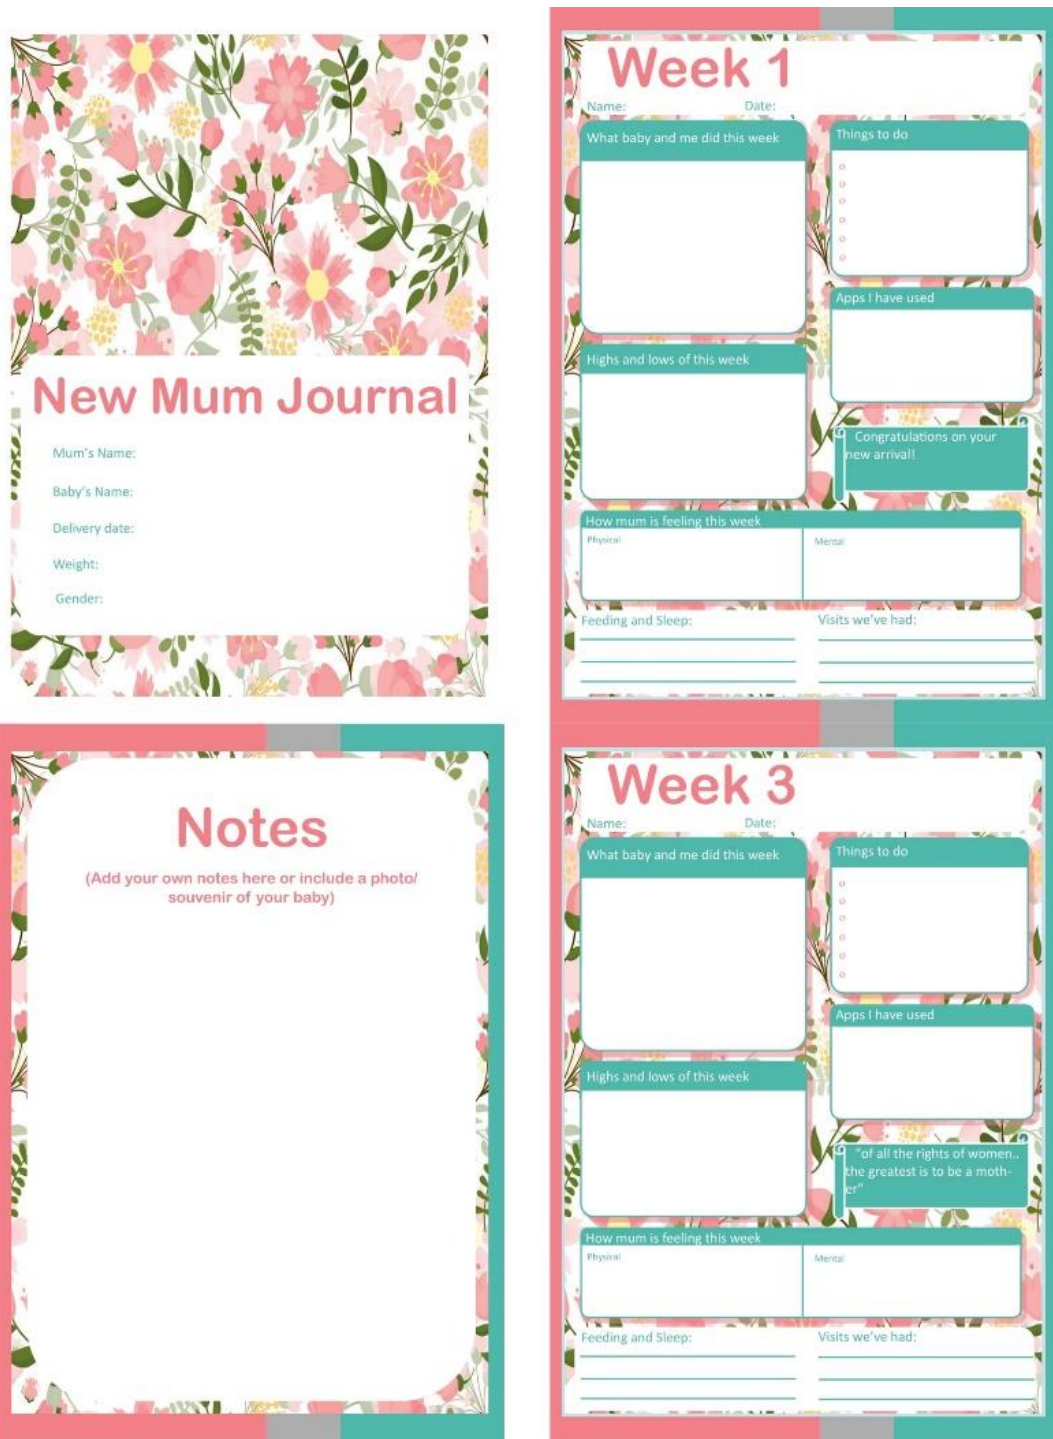 New Mum Journal
Mum's Name:
Baby's Name:
Delivery date:
Weight:
Gender:
Week 1
Name: Date:
What baby and me did this week
Things to do
Apps I have used
Highs and lows of this week
Congratulations on your
new arrival!
How mum is feeling this week
Physical
Mental
Feeding and Sleep:
Visits we've had:
Notes
(Add your own notes here or include a photo/
souvenir of your baby)
Week 3
Name: Date:
What baby and me did this week
Things to do
Apps I have used
Highs and lows of this week
"of all the rights of women..
the greatest is to be a moth-
er"
How mum is feeling this week
Physical
Mental
Feeding and Sleep:
Visits we've had: